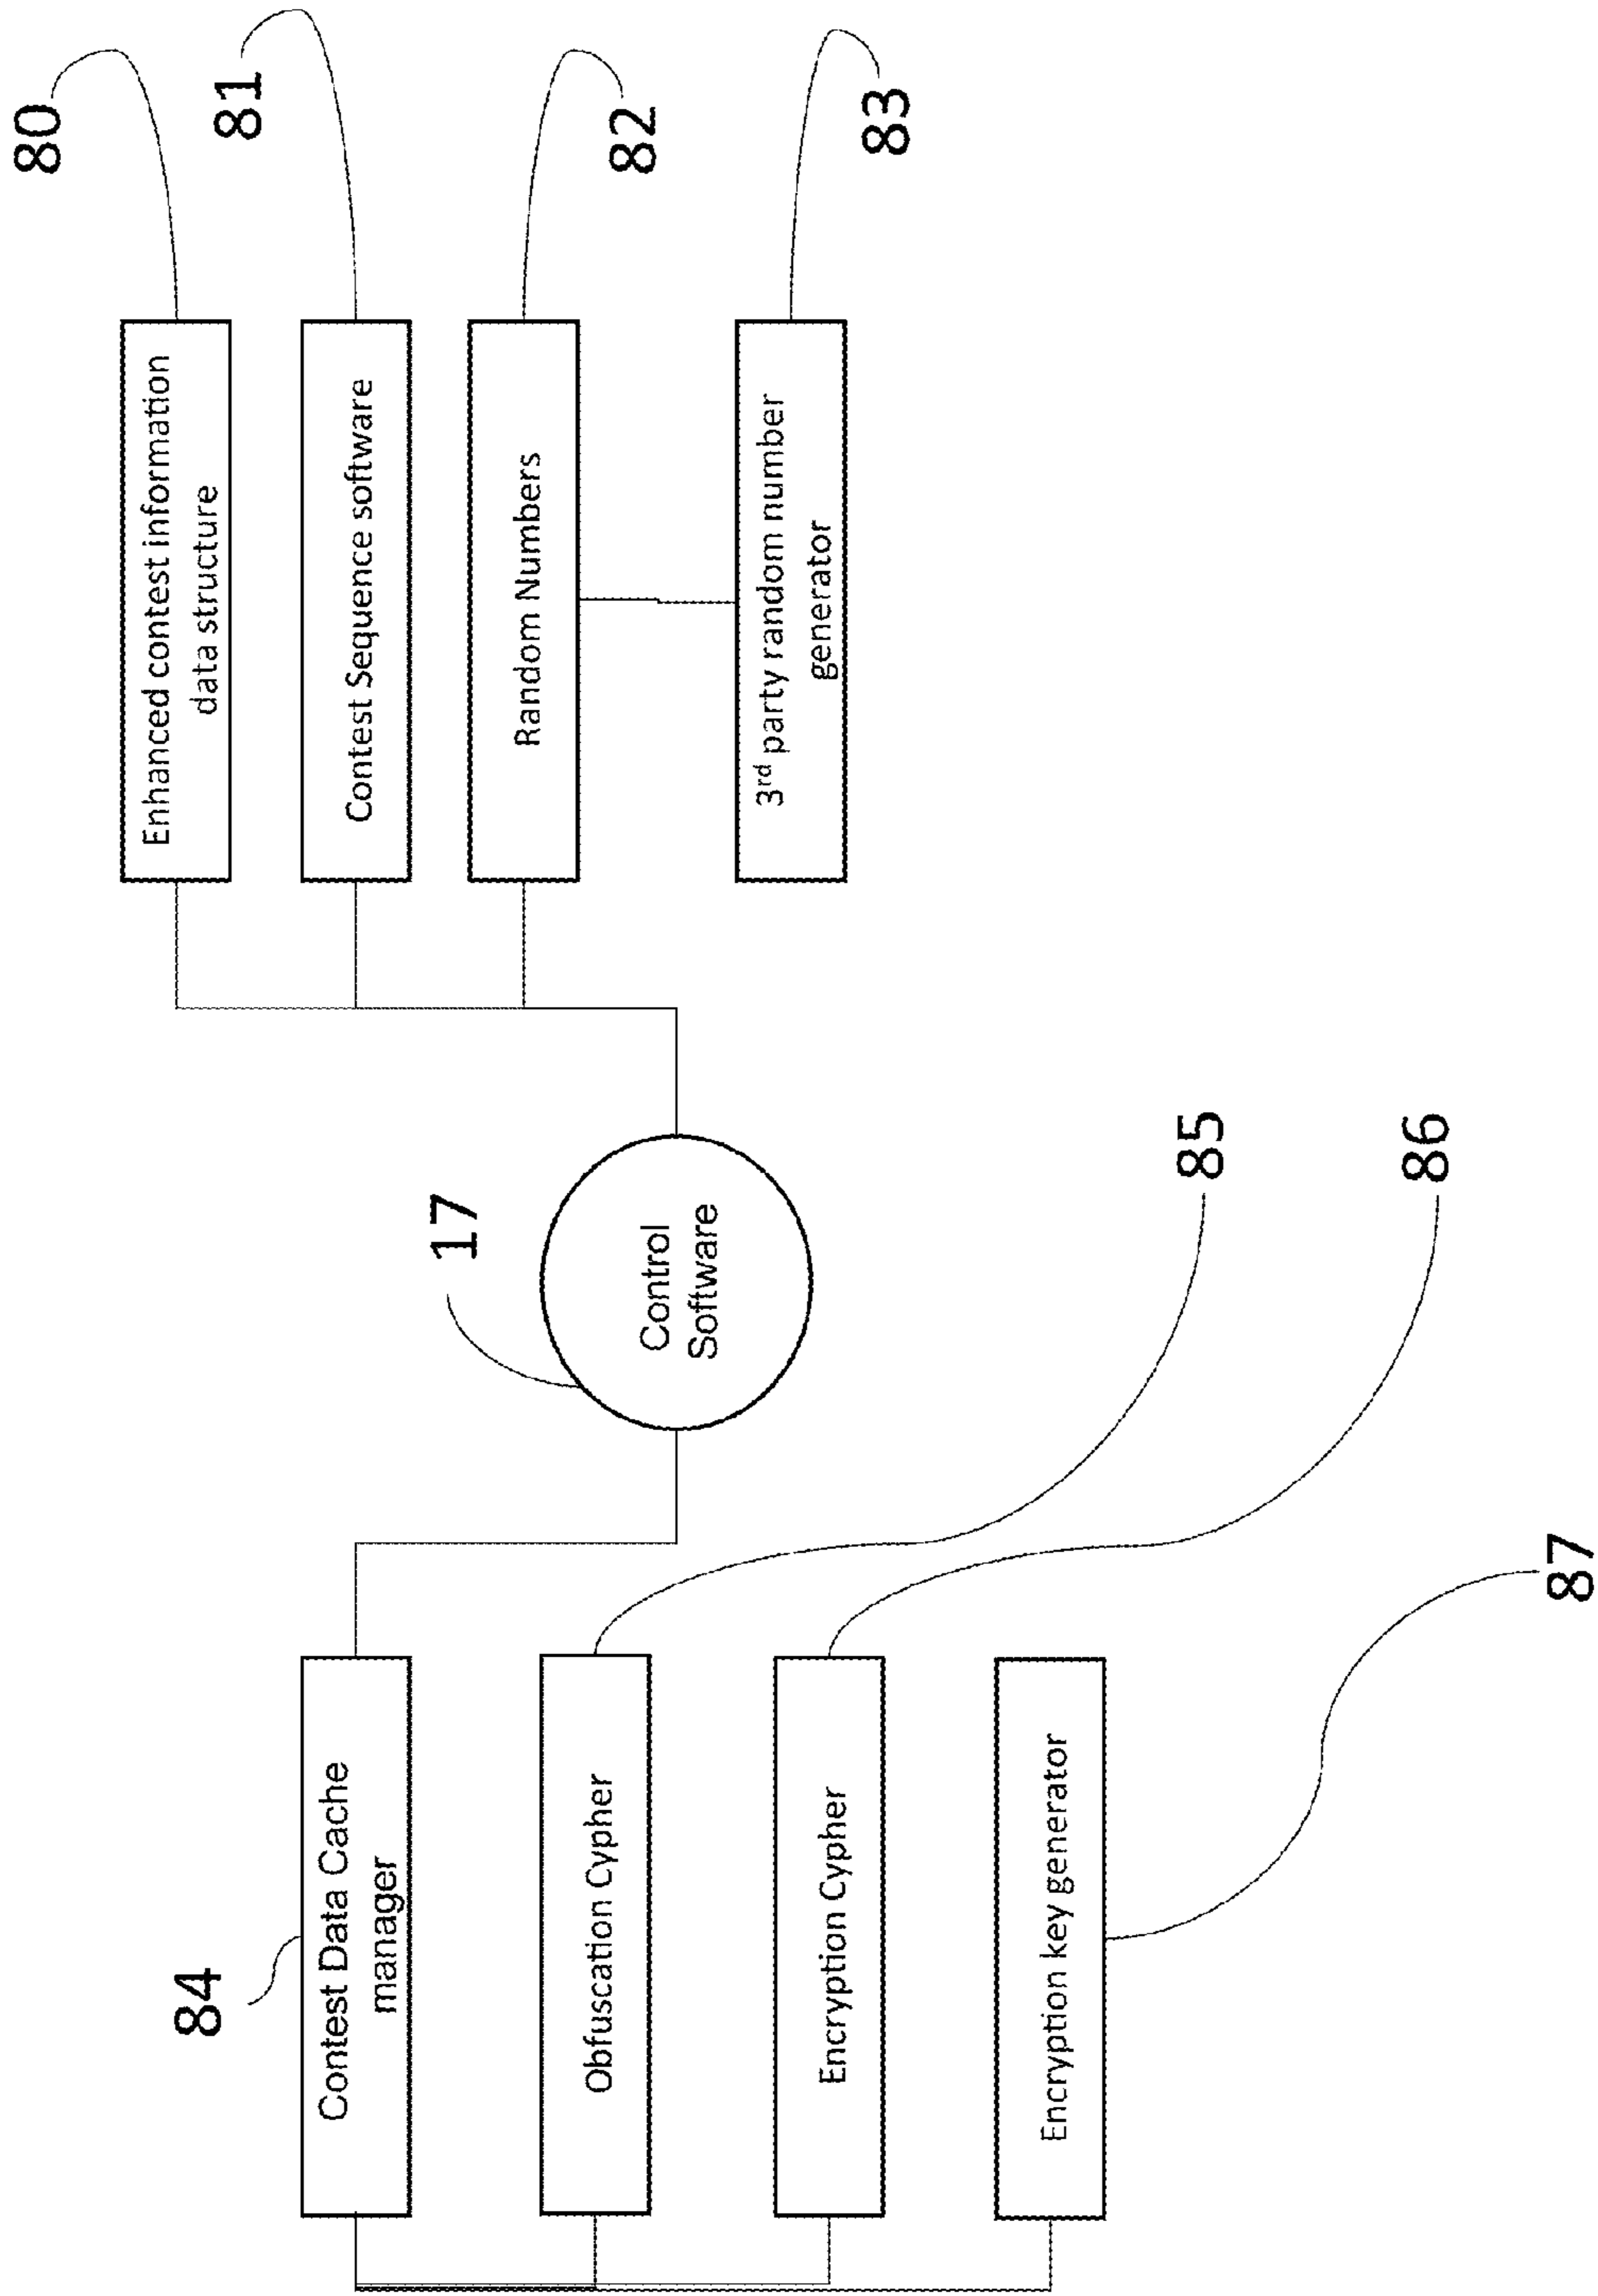 84
Contest Data Cache
manager
Obfuscation Cypher
Encryption Cypher
Encryption key generator
17
Control
Software
85
86
87
80
Enhanced contest information
data structure
81
Contest Sequence software
82
Random Numbers
83
3rd party random number
generator